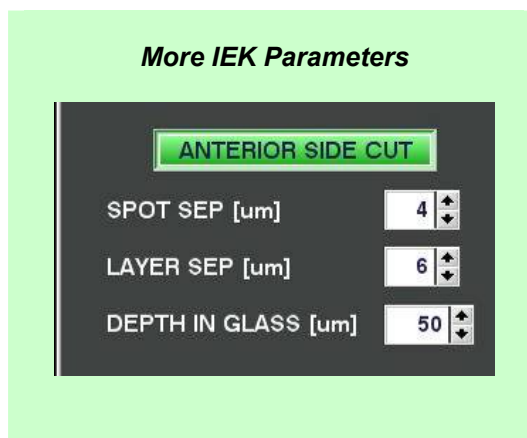 More IEK Parameters
ANTERIOR SIDE CUT
SPOT SEP [um] 4
LAYER SEP [um] 6
DEPTH IN GLASS [um] 50